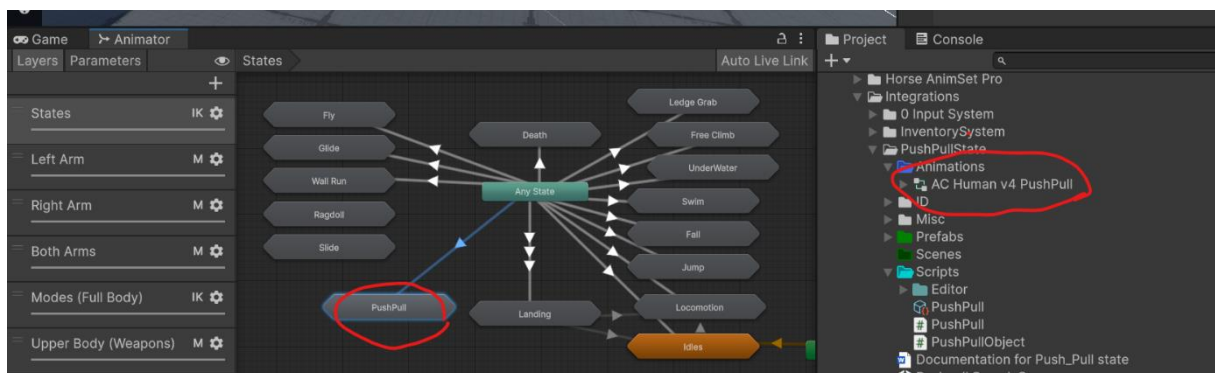 Game
Animator
Layers
Parameters
States
Auto Live Link
States
IK
Left Arm
M
Right Arm
M
Both Arms
M
Modes (Full Body)
IK
Upper Body (Weapons)
M
Fly
Glide
Wall Run
Ragdoll
Slide
PushPull
Death
Any State
Landing
Ledge Grab
Free Climb
UnderWater
Swim
Fall
Jump
Locomotion
Idles
Project
Console
Horse AnimSet Pro
Integrations
0 Input System
InventorySystem
PushPullState
Animations
AC Human v4 PushPull
ID
Misc
Prefabs
Scenes
Scripts
Editor
PushPull
PushPull
PushPullObject
Documentation for Push_Pull state